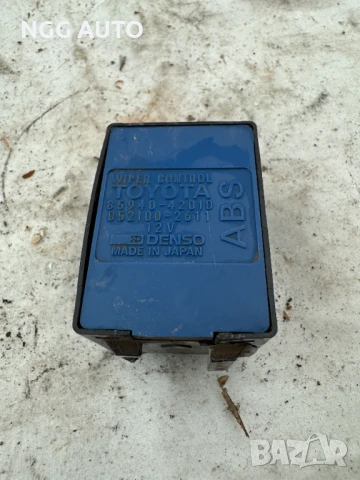 NGG AUTO
WIPER CONTROL
TOYOTA
85940-42010
052100-2611
12V
DENSO
MADE IN JAPAN
ABS
BAZAR